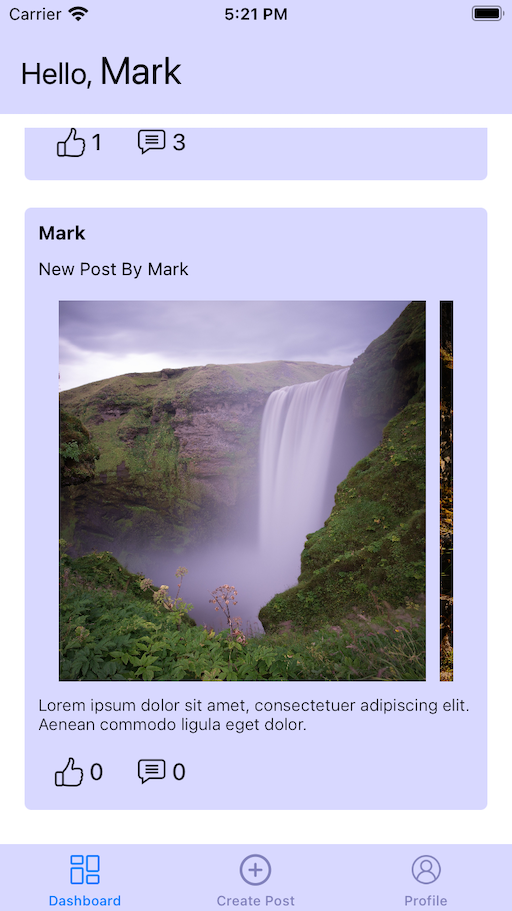 Carrier 5:21 PM
Hello, Mark
1 3
Mark
New Post By Mark
Lorem ipsum dolor sit amet, consectetuer adipiscing elit.
Aenean commodo ligula eget dolor.
0 0
Dashboard Create Post Profile